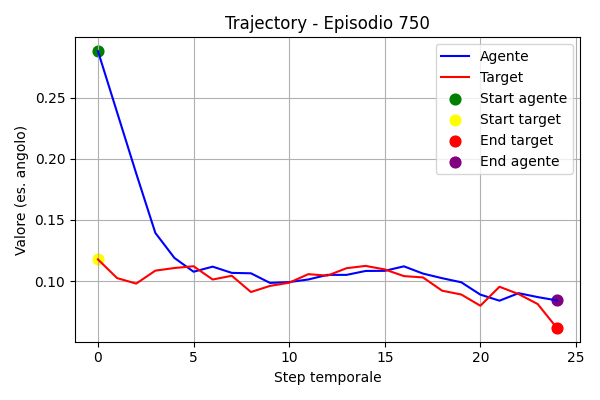 Trajectory - Episodio 750
Valore (es. angolo)
0.25
0.20
0.15
0.10
0
5
10
15
20
25
Step temporale
Agente
Target
Start agente
Start target
End target
End agente